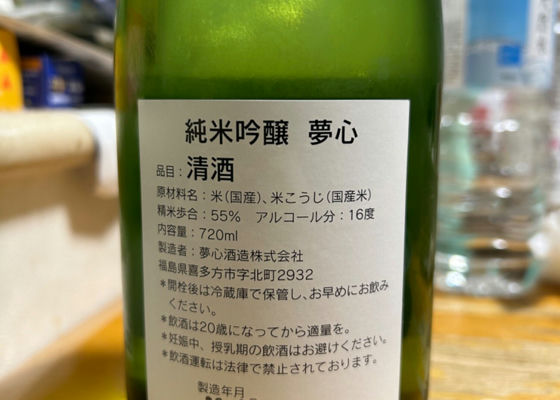 純米吟醸 夢心
品目：清酒
原材料名：米（国産）、米こうじ（国産米）
精米歩合：55% アルコール分：16度
内容量：720ml
製造者：夢心酒造株式会社
福島県喜多方市字北町2932
＊開栓後は冷蔵庫で保管し、お早めにお飲み
ください。
＊飲酒は20歳になってから適量を。
＊妊娠中、授乳期の飲酒はお避けください。
＊飲酒運転は法律で禁止されております。
製造年月